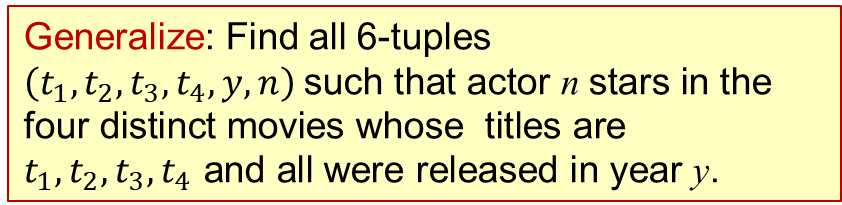 Generalize: Find all 6-tuples
(t₁, t₂, t₃, t₄, y, n) such that actor n stars in the
four distinct movies whose titles are
t₁, t₂, t₃, t₄ and all were released in year y.